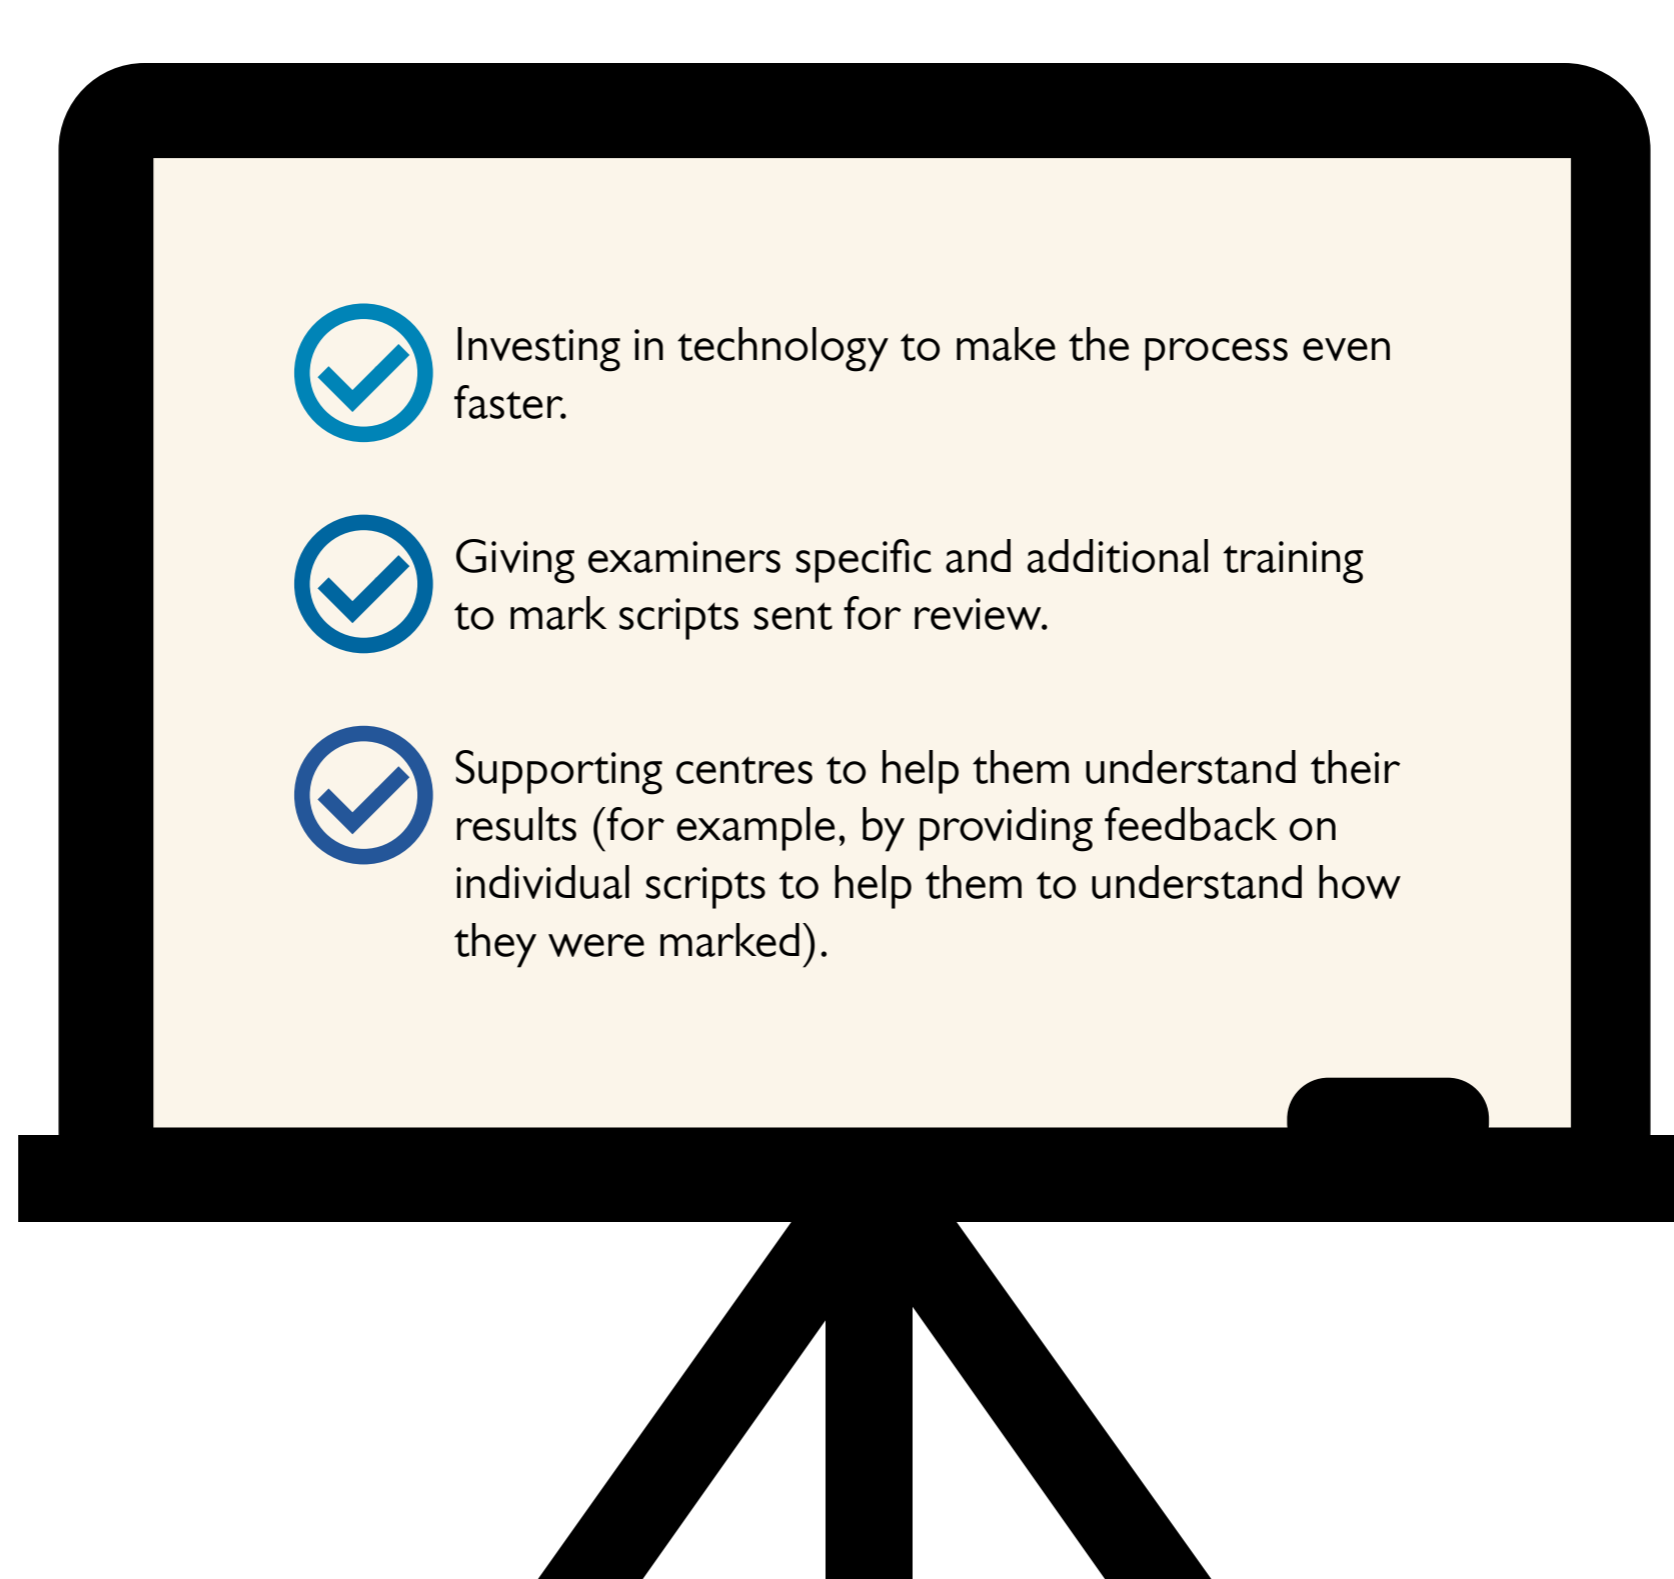 Investing in technology to make the process even
faster.
Giving examiners specific and additional training
to mark scripts sent for review.
Supporting centres to help them understand their
results (for example, by providing feedback on
individual scripts to help them to understand how
they were marked).